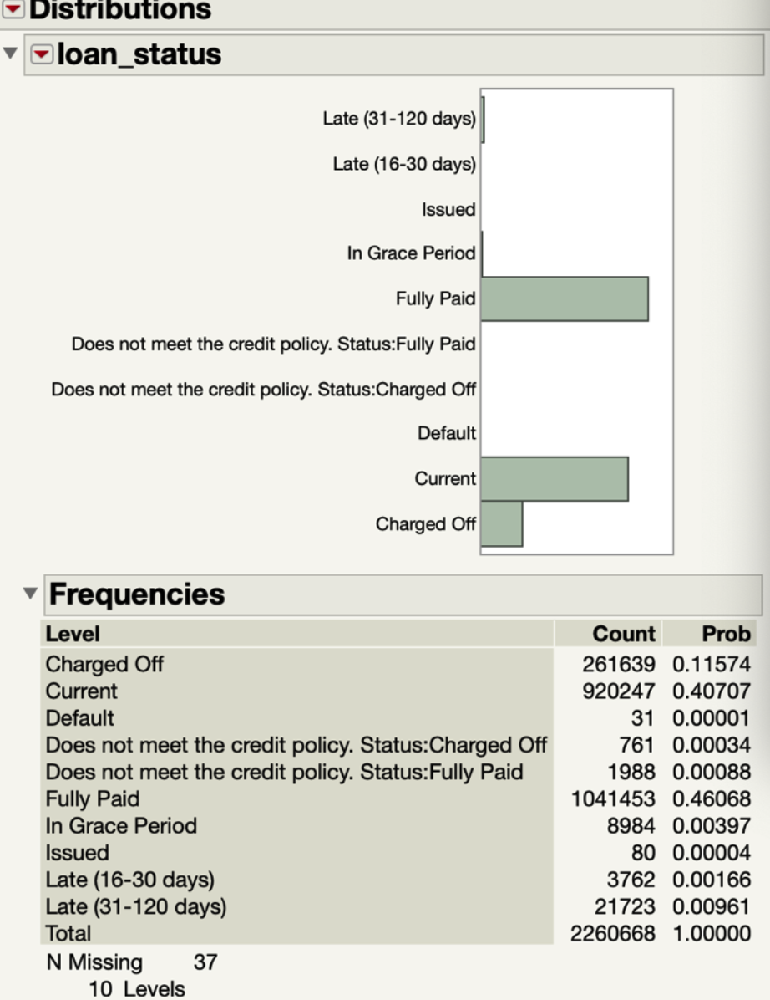 Distributions
loan_status
Late (31-120 days)
Late (16-30 days)
Issued
In Grace Period
Fully Paid
Does not meet the credit policy. Status:Fully Paid
Does not meet the credit policy. Status:Charged Off
Default
Current
Charged Off
Frequencies
Level Count Prob
Charged Off 261639 0.11574
Current 920247 0.40707
Default 31 0.00001
Does not meet the credit policy. Status:Charged Off 761 0.00034
Does not meet the credit policy. Status:Fully Paid 1988 0.00088
Fully Paid 1041453 0.46068
In Grace Period 8984 0.00397
Issued 80 0.00004
Late (16-30 days) 3762 0.00166
Late (31-120 days) 21723 0.00961
Total 2260668 1.00000
N Missing 37
10 Levels